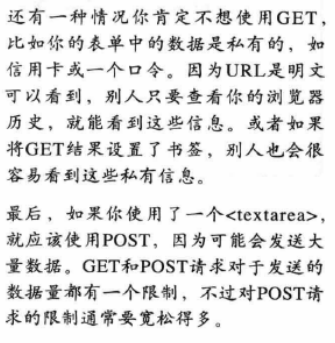 还有一种情况你肯定不想使用GET,
比如你的表单中的数据是私有的，如
信用卡或一个口令。因为URL是明文
可以看到，别人只要查看你的浏览器
历史，就能看到这些信息。或者如果
将GET结果设置了书签，别人也会很
容易看到这些私有信息。
最后，如果你使用了一个<textarea>,
就应该使用POST，因为可能会发送大
量数据。GET和POST请求对于发送的
数据量都有一个限制，不过对POST请
求的限制通常要宽松得多。